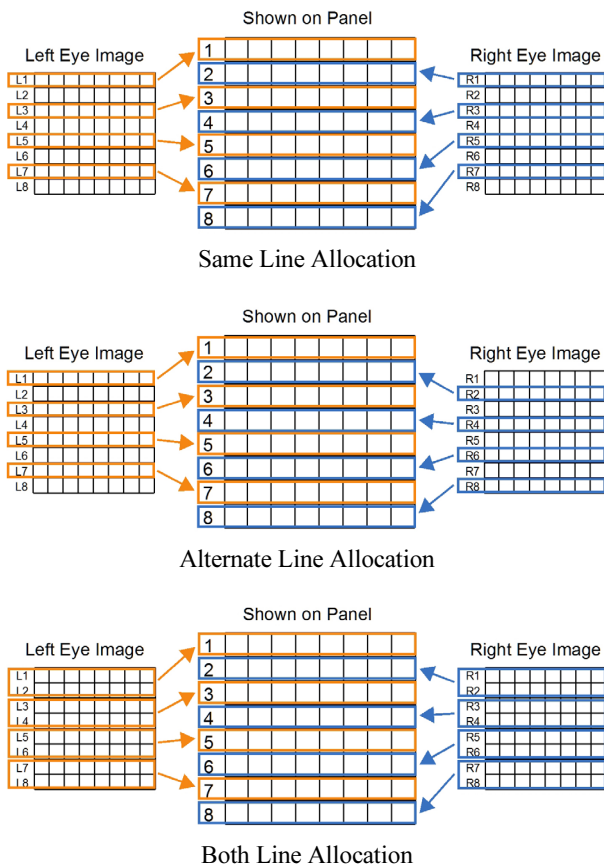 Shown on Panel
Left Eye Image
Right Eye Image
L1
L2
L3
L4
L5
L6
L7
L8
1
2
3
4
5
6
7
8
R1
R2
R3
R4
R5
R6
R7
R8
Same Line Allocation
Shown on Panel
Left Eye Image
Right Eye Image
L1
L2
L3
L4
L5
L6
L7
L8
1
2
3
4
5
6
7
8
R1
R2
R3
R4
R5
R6
R7
R8
Alternate Line Allocation
Shown on Panel
Left Eye Image
Right Eye Image
L1
L2
L3
L4
L5
L6
L7
L8
1
2
3
4
5
6
7
8
R1
R2
R3
R4
R5
R6
R7
R8
Both Line Allocation